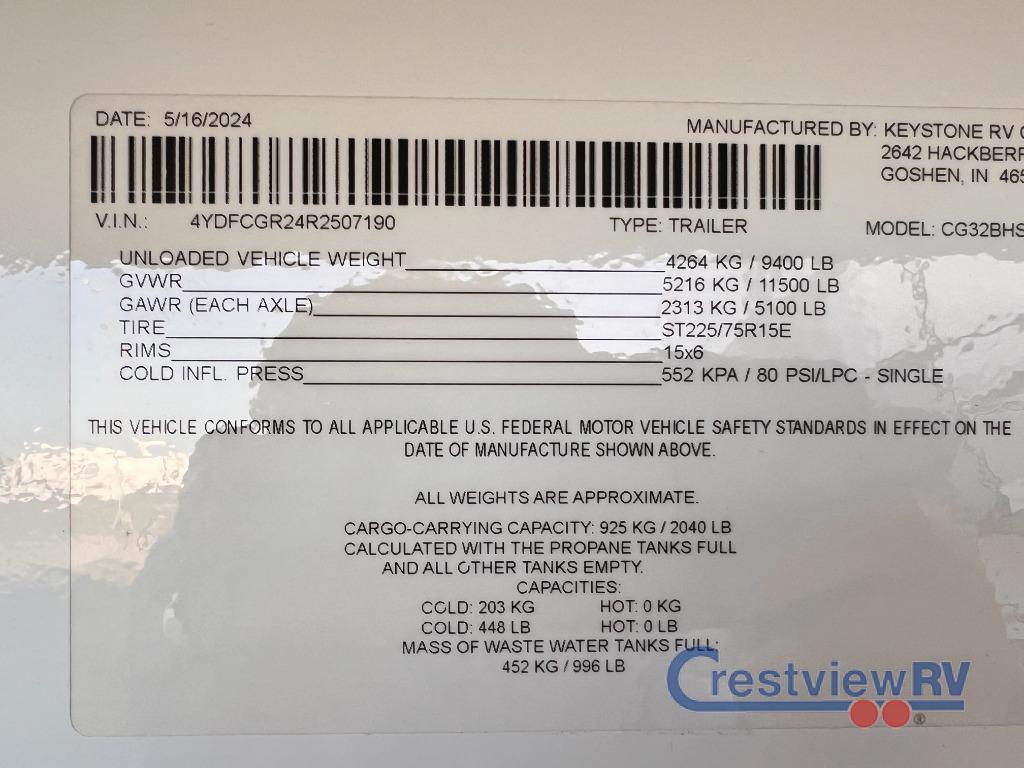 DATE: 5/16/2024
MANUFACTURED BY: KEYSTONE RV
2642
GOSHEN, IN
V.I.N.: 4YDFCGR24R2507190 TYPE: TRAILER MODEL: CG32BHS
UNLOADED VEHICLE WEIGHT 4264 KG / 9400 LB
GVWR 5216 KG / 11500 LB
GAWR (EACH AXLE) 2313 KG / 5100 LB
TIRE ST225/75R15E
RIMS 15x6
COLD INFL. PRESS 552 KPA / 80 PSI/LPC - SINGLE
THIS VEHICLE CONFORMS TO ALL APPLICABLE U.S. FEDERAL MOTOR VEHICLE SAFETY STANDARDS IN EFFECT ON THE
DATE OF MANUFACTURE SHOWN ABOVE.
ALL WEIGHTS ARE APPROXIMATE.
CARGO-CARRYING CAPACITY: 925 KG / 2040 LB
CALCULATED WITH THE PROPANE TANKS FULL
AND ALL OTHER TANKS EMPTY.
CAPACITIES:
COLD: 203 KG HOT: 0 KG
COLD: 448 LB HOT: 0 LB
MASS OF WASTE WATER TANKS FULL:
452 KG / 996 LB
CrestviewRV®